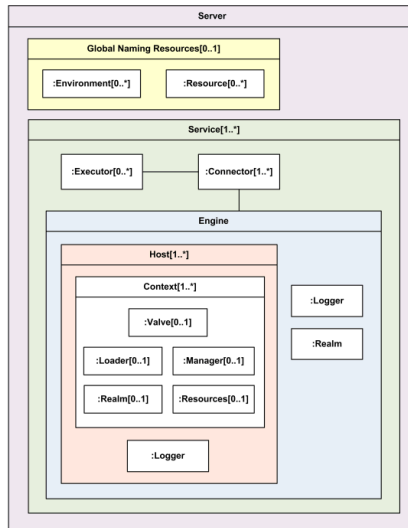 Server
Global Naming Resources[0..1]
:Environment[0..*]
:Resource[0..*]
Service[1..*]
:Executor[0..*]
:Connector[1..*]
Engine
Host[1..*]
Context[1..*]
:Valve[0..1]
:Loader[0..1]
:Manager[0..1]
:Realm[0..1]
:Resources[0..1]
:Logger
:Logger
:Realm